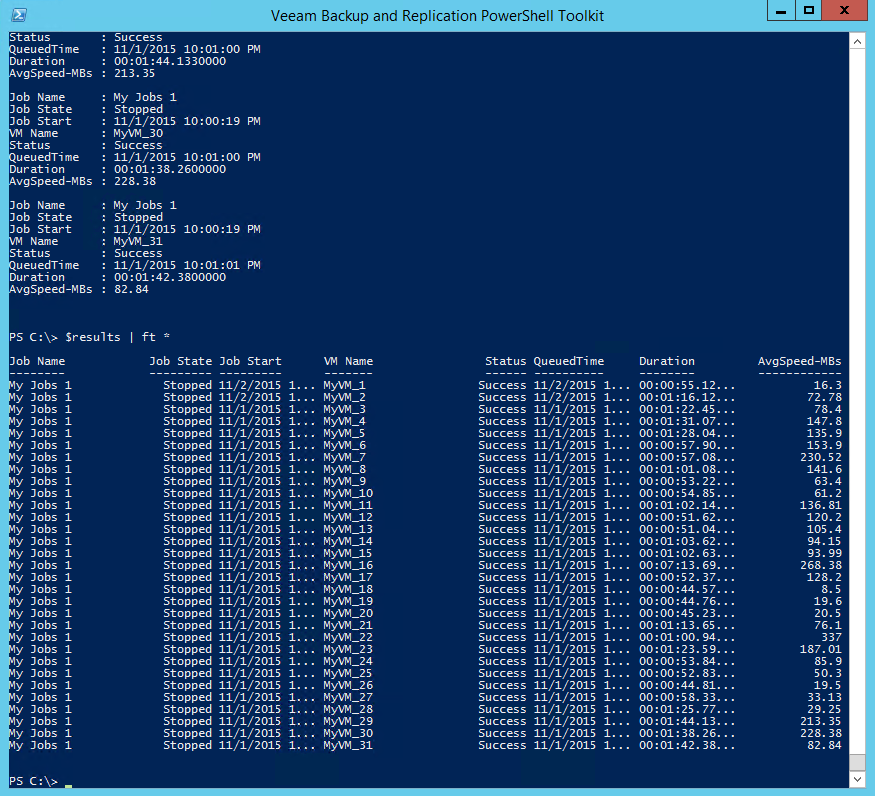 Veeam Backup and Replication PowerShell Toolkit
Status : Success
QueuedTime : 11/1/2015 10:01:00 PM
Duration : 00:01:44.1330000
AvgSpeed-MBs : 213.35
Job Name : My Jobs 1
Job State : Stopped
Job Start : 11/1/2015 10:00:19 PM
VM Name : MyVM_30
Status : Success
QueuedTime : 11/1/2015 10:01:00 PM
Duration : 00:01:38.2600000
AvgSpeed-MBs : 228.38
Job Name : My Jobs 1
Job State : Stopped
Job Start : 11/1/2015 10:00:19 PM
VM Name : MyVM_31
Status : Success
QueuedTime : 11/1/2015 10:01:01 PM
Duration : 00:01:42.3800000
AvgSpeed-MBs : 82.84
PS C:\> $results | ft *
Job Name Job State Job Start VM Name Status QueuedTime Duration AvgSpeed-MBs
-------- --------- --------- ------- ------ ---------- -------- ------------
My Jobs 1 Stopped 11/2/2015 1... MyVM_1 Success 11/2/2015 1... 00:00:55.12... 16.3
My Jobs 1 Stopped 11/2/2015 1... MyVM_2 Success 11/2/2015 1... 00:01:16.12... 72.78
My Jobs 1 Stopped 11/1/2015 1... MyVM_3 Success 11/1/2015 1... 00:01:22.45... 78.4
My Jobs 1 Stopped 11/1/2015 1... MyVM_4 Success 11/1/2015 1... 00:01:31.07... 147.8
My Jobs 1 Stopped 11/1/2015 1... MyVM_5 Success 11/1/2015 1... 00:01:28.04... 135.9
My Jobs 1 Stopped 11/1/2015 1... MyVM_6 Success 11/1/2015 1... 00:00:57.90... 153.9
My Jobs 1 Stopped 11/1/2015 1... MyVM_7 Success 11/1/2015 1... 00:00:57.08... 230.52
My Jobs 1 Stopped 11/1/2015 1... MyVM_8 Success 11/1/2015 1... 00:01:01.08... 141.6
My Jobs 1 Stopped 11/1/2015 1... MyVM_9 Success 11/1/2015 1... 00:00:53.22... 63.4
My Jobs 1 Stopped 11/1/2015 1... MyVM_10 Success 11/1/2015 1... 00:00:54.85... 61.2
My Jobs 1 Stopped 11/1/2015 1... MyVM_11 Success 11/1/2015 1... 00:01:02.14... 136.81
My Jobs 1 Stopped 11/1/2015 1... MyVM_12 Success 11/1/2015 1... 00:00:51.62... 120.2
My Jobs 1 Stopped 11/1/2015 1... MyVM_13 Success 11/1/2015 1... 00:00:51.04... 105.4
My Jobs 1 Stopped 11/1/2015 1... MyVM_14 Success 11/1/2015 1... 00:01:03.62... 94.15
My Jobs 1 Stopped 11/1/2015 1... MyVM_15 Success 11/1/2015 1... 00:01:02.63... 93.99
My Jobs 1 Stopped 11/1/2015 1... MyVM_16 Success 11/1/2015 1... 00:07:13.69... 268.38
My Jobs 1 Stopped 11/1/2015 1... MyVM_17 Success 11/1/2015 1... 00:00:52.37... 128.2
My Jobs 1 Stopped 11/1/2015 1... MyVM_18 Success 11/1/2015 1... 00:00:44.57... 8.5
My Jobs 1 Stopped 11/1/2015 1... MyVM_19 Success 11/1/2015 1... 00:00:44.76... 19.6
My Jobs 1 Stopped 11/1/2015 1... MyVM_20 Success 11/1/2015 1... 00:00:45.23... 20.5
My Jobs 1 Stopped 11/1/2015 1... MyVM_21 Success 11/1/2015 1... 00:01:13.65... 76.1
My Jobs 1 Stopped 11/1/2015 1... MyVM_22 Success 11/1/2015 1... 00:01:00.94... 337
My Jobs 1 Stopped 11/1/2015 1... MyVM_23 Success 11/1/2015 1... 00:01:23.59... 187.01
My Jobs 1 Stopped 11/1/2015 1... MyVM_24 Success 11/1/2015 1... 00:00:53.84... 85.9
My Jobs 1 Stopped 11/1/2015 1... MyVM_25 Success 11/1/2015 1... 00:00:52.83... 50.3
My Jobs 1 Stopped 11/1/2015 1... MyVM_26 Success 11/1/2015 1... 00:00:44.81... 19.5
My Jobs 1 Stopped 11/1/2015 1... MyVM_27 Success 11/1/2015 1... 00:00:58.33... 33.13
My Jobs 1 Stopped 11/1/2015 1... MyVM_28 Success 11/1/2015 1... 00:01:25.77... 29.25
My Jobs 1 Stopped 11/1/2015 1... MyVM_29 Success 11/1/2015 1... 00:01:44.13... 213.35
My Jobs 1 Stopped 11/1/2015 1... MyVM_30 Success 11/1/2015 1... 00:01:38.26... 228.38
My Jobs 1 Stopped 11/1/2015 1... MyVM_31 Success 11/1/2015 1... 00:01:42.38... 82.84
PS C:\> _